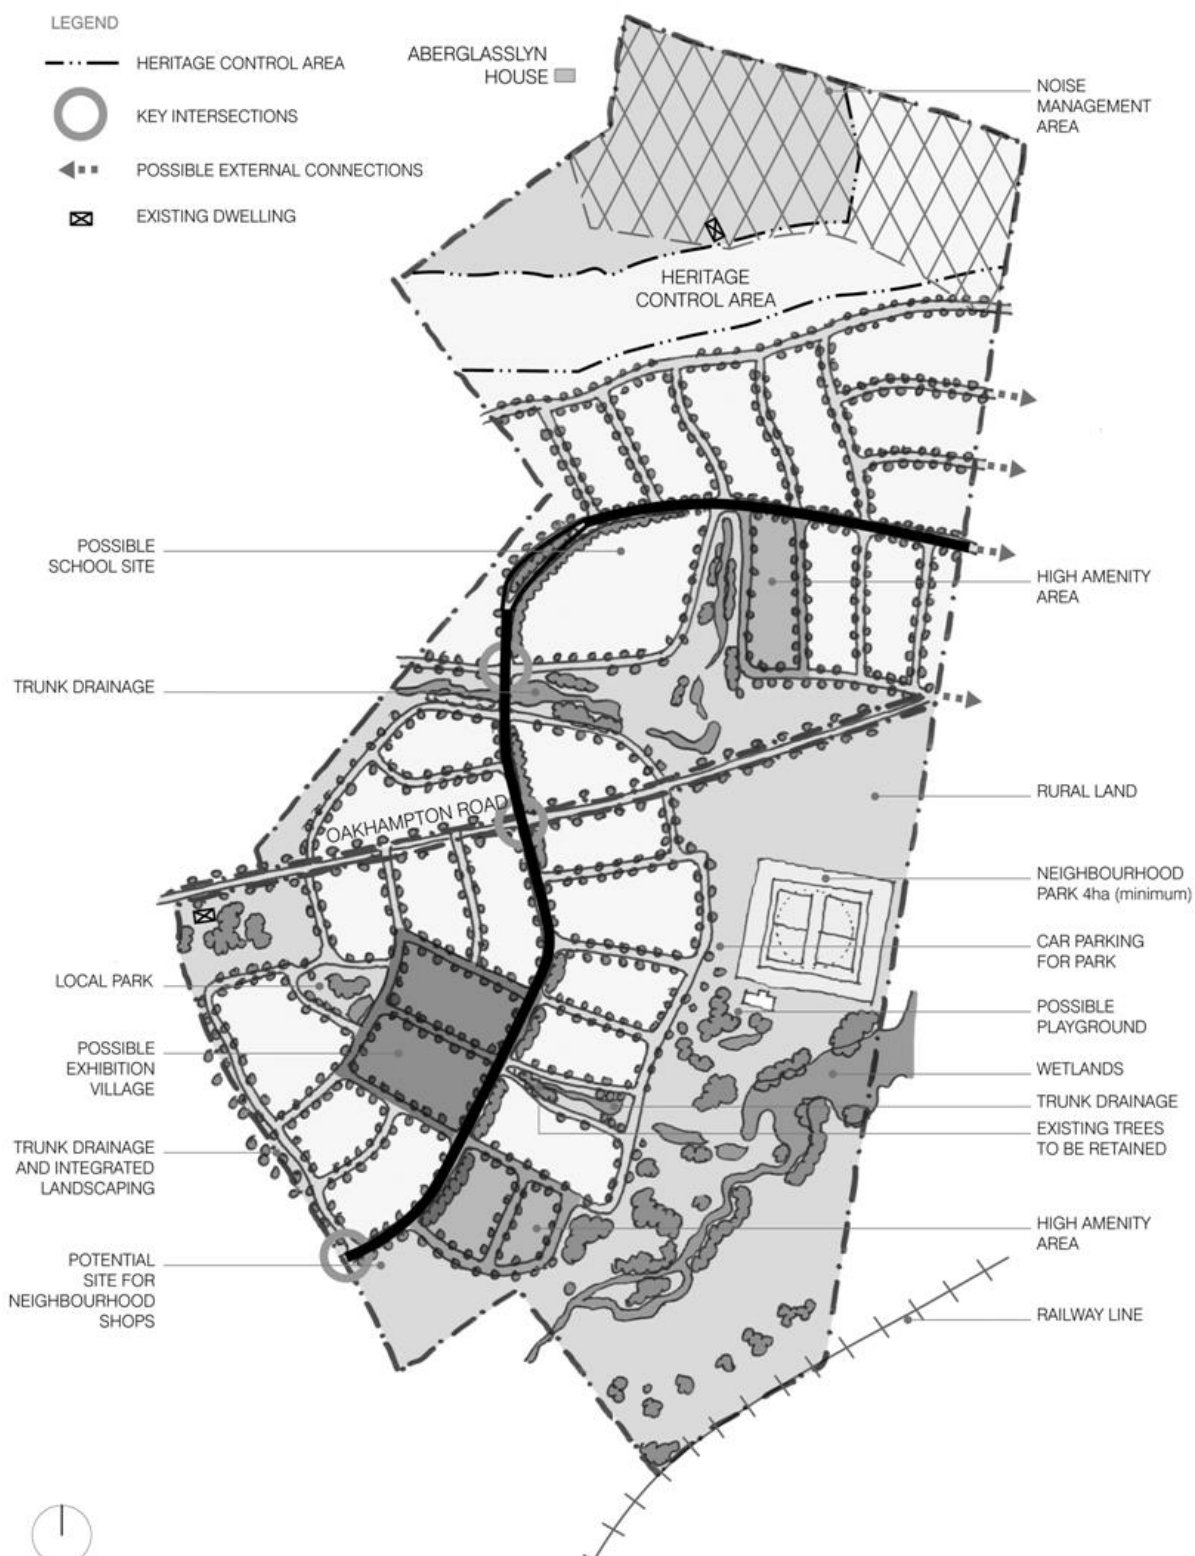 LEGEND
HERITAGE CONTROL AREA
KEY INTERSECTIONS
POSSIBLE EXTERNAL CONNECTIONS
EXISTING DWELLING
ABERGLASSLYN
HOUSE
NOISE
MANAGEMENT
AREA
HERITAGE
CONTROL AREA
POSSIBLE
SCHOOL SITE
HIGH AMENITY
AREA
TRUNK DRAINAGE
OAKHAMPTON ROAD
RURAL LAND
NEIGHBOURHOOD
PARK 4ha (minimum)
CAR PARKING
FOR PARK
LOCAL PARK
POSSIBLE
PLAYGROUND
POSSIBLE
EXHIBITION
VILLAGE
WETLANDS
TRUNK DRAINAGE
EXISTING TREES
TO BE RETAINED
TRUNK DRAINAGE
AND INTEGRATED
LANDSCAPING
HIGH AMENITY
AREA
POTENTIAL
SITE FOR
NEIGHBOURHOOD
SHOPS
RAILWAY LINE